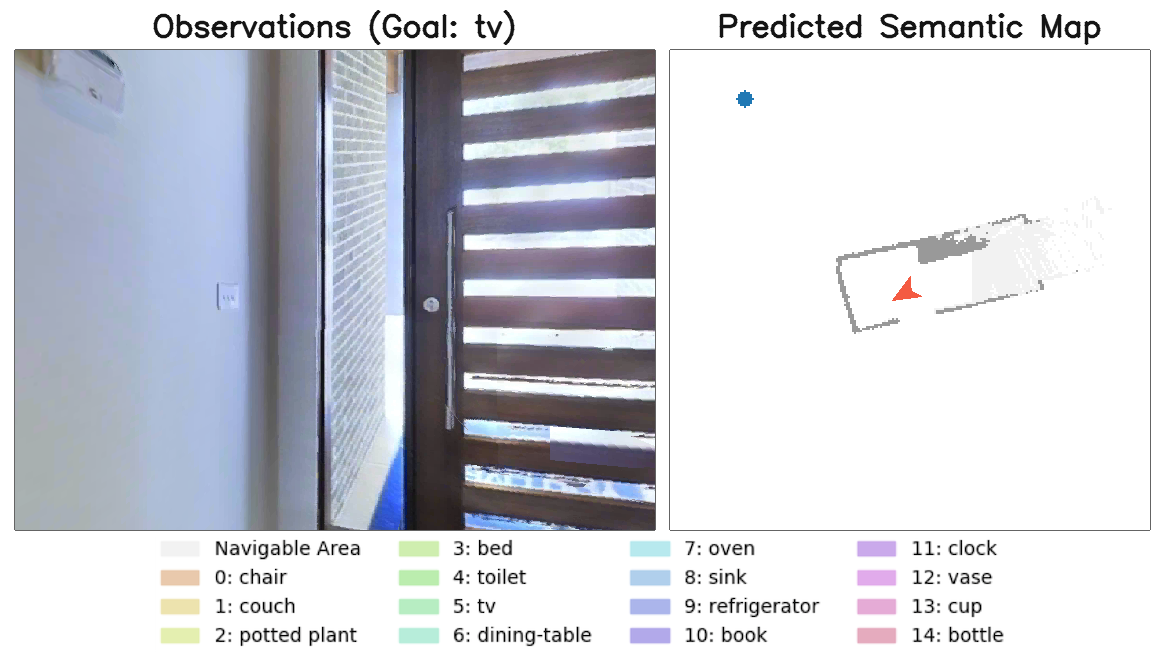 Observations (Goal: tv)
Predicted Semantic Map
Navigable Area
0: chair
1: couch
2: potted plant
3: bed
4: toilet
5: tv
6: dining-table
7: oven
8: sink
9: refrigerator
10: book
11: clock
12: vase
13: cup
14: bottle